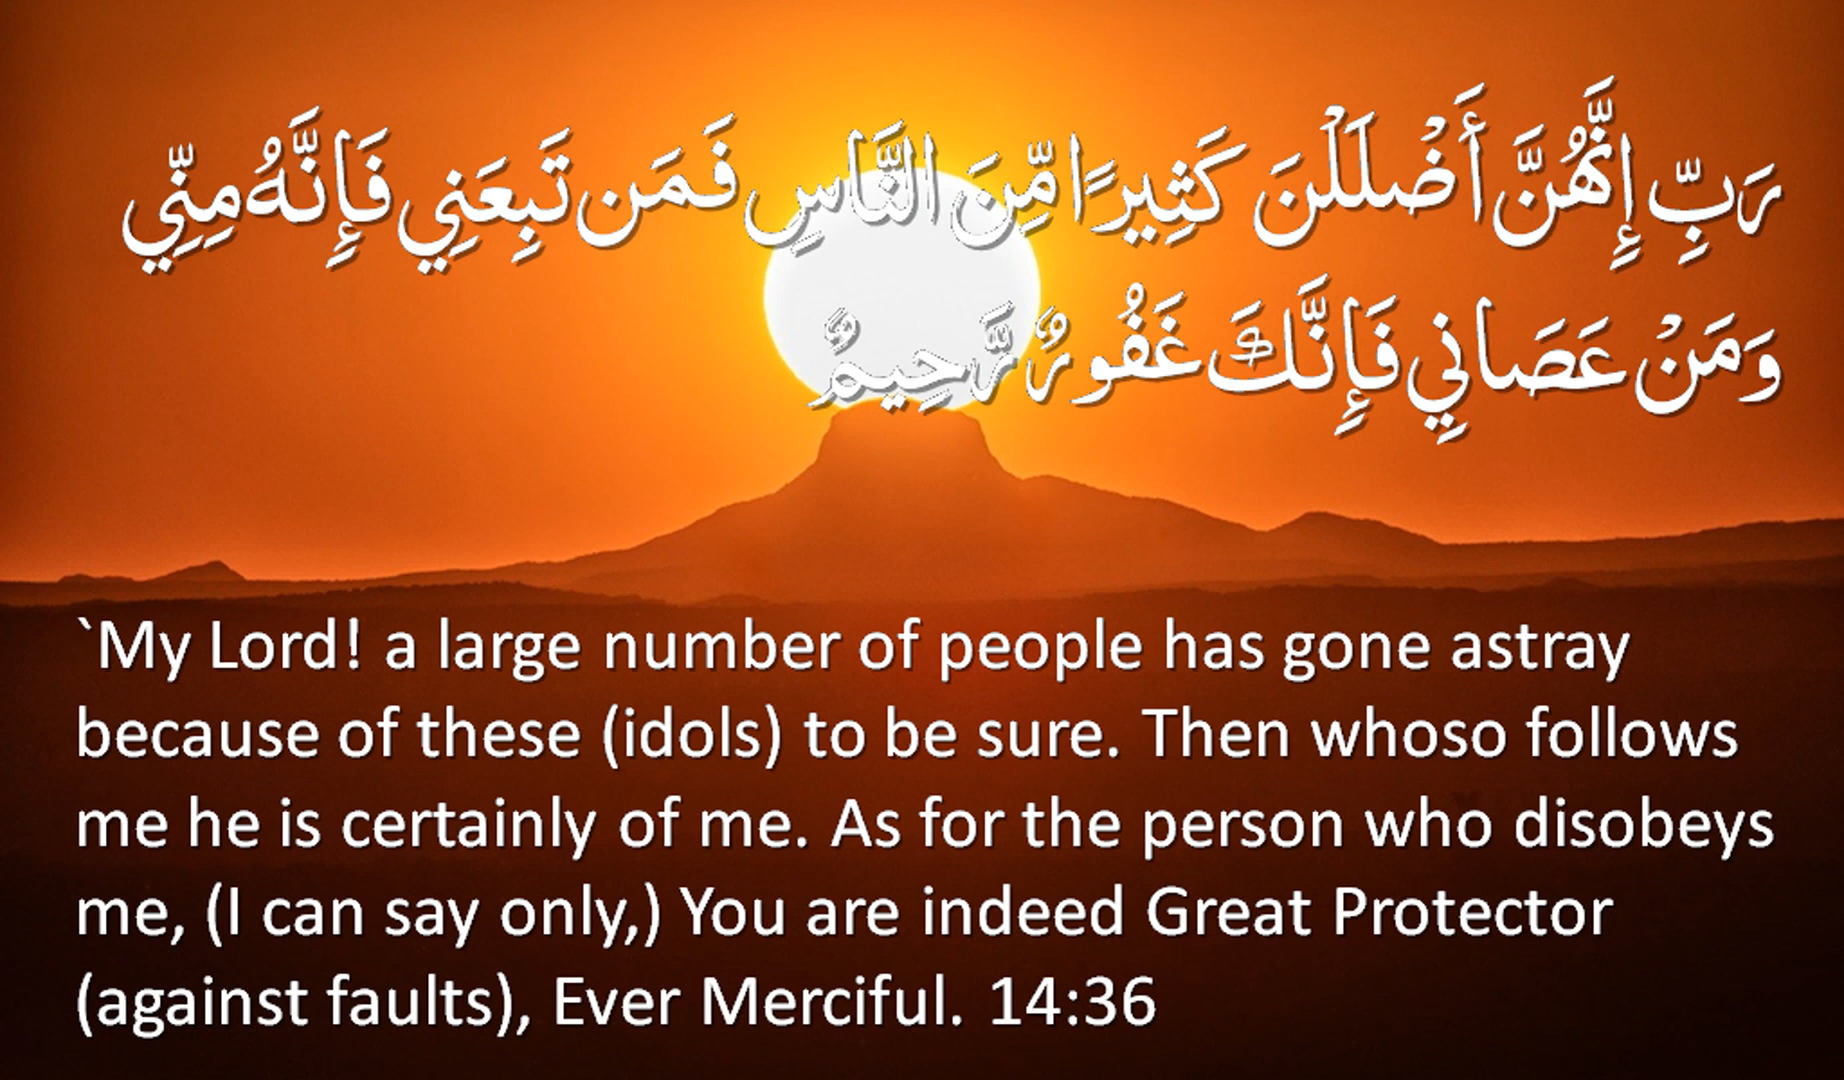 رَبِّ إِنَّهُنَّ أَضْلَلْنَ كَثِيرًا مِّنَ النَّاسِ فَمَن تَبِعَنِي فَإِنَّهُ مِنِّي
وَمَنْ عَصَانِي فَإِنَّكَ غَفُورٌ رَّحِيمٌ
`My Lord! a large number of people has gone astray
because of these (idols) to be sure. Then whoso follows
me he is certainly of me. As for the person who disobeys
me, (I can say only,) You are indeed Great Protector
(against faults), Ever Merciful. 14:36